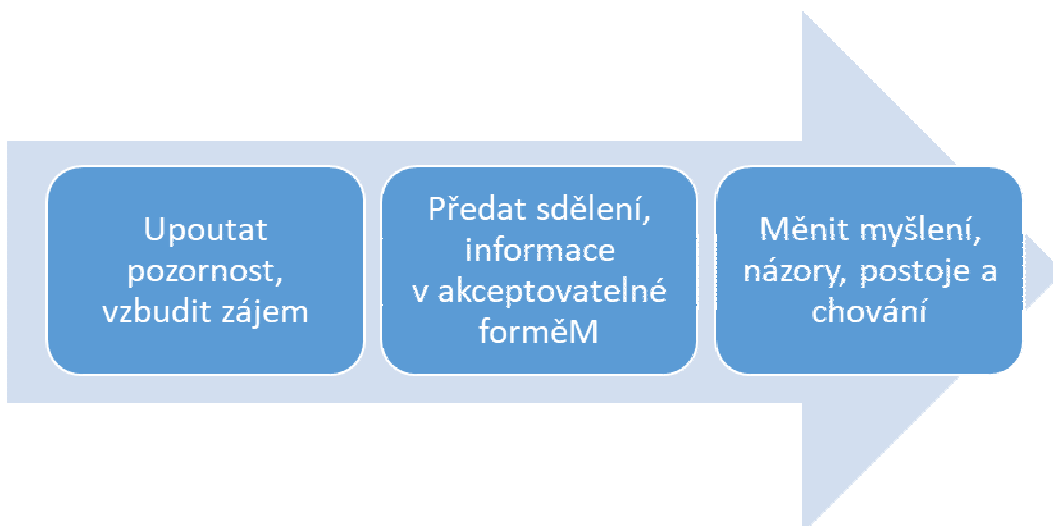 Upoutat
pozornost,
vzbudit zájem
Předat sdělení,
informace
v akceptovatelné
forměM
Měnit myšlení,
názory, postoje a
chování